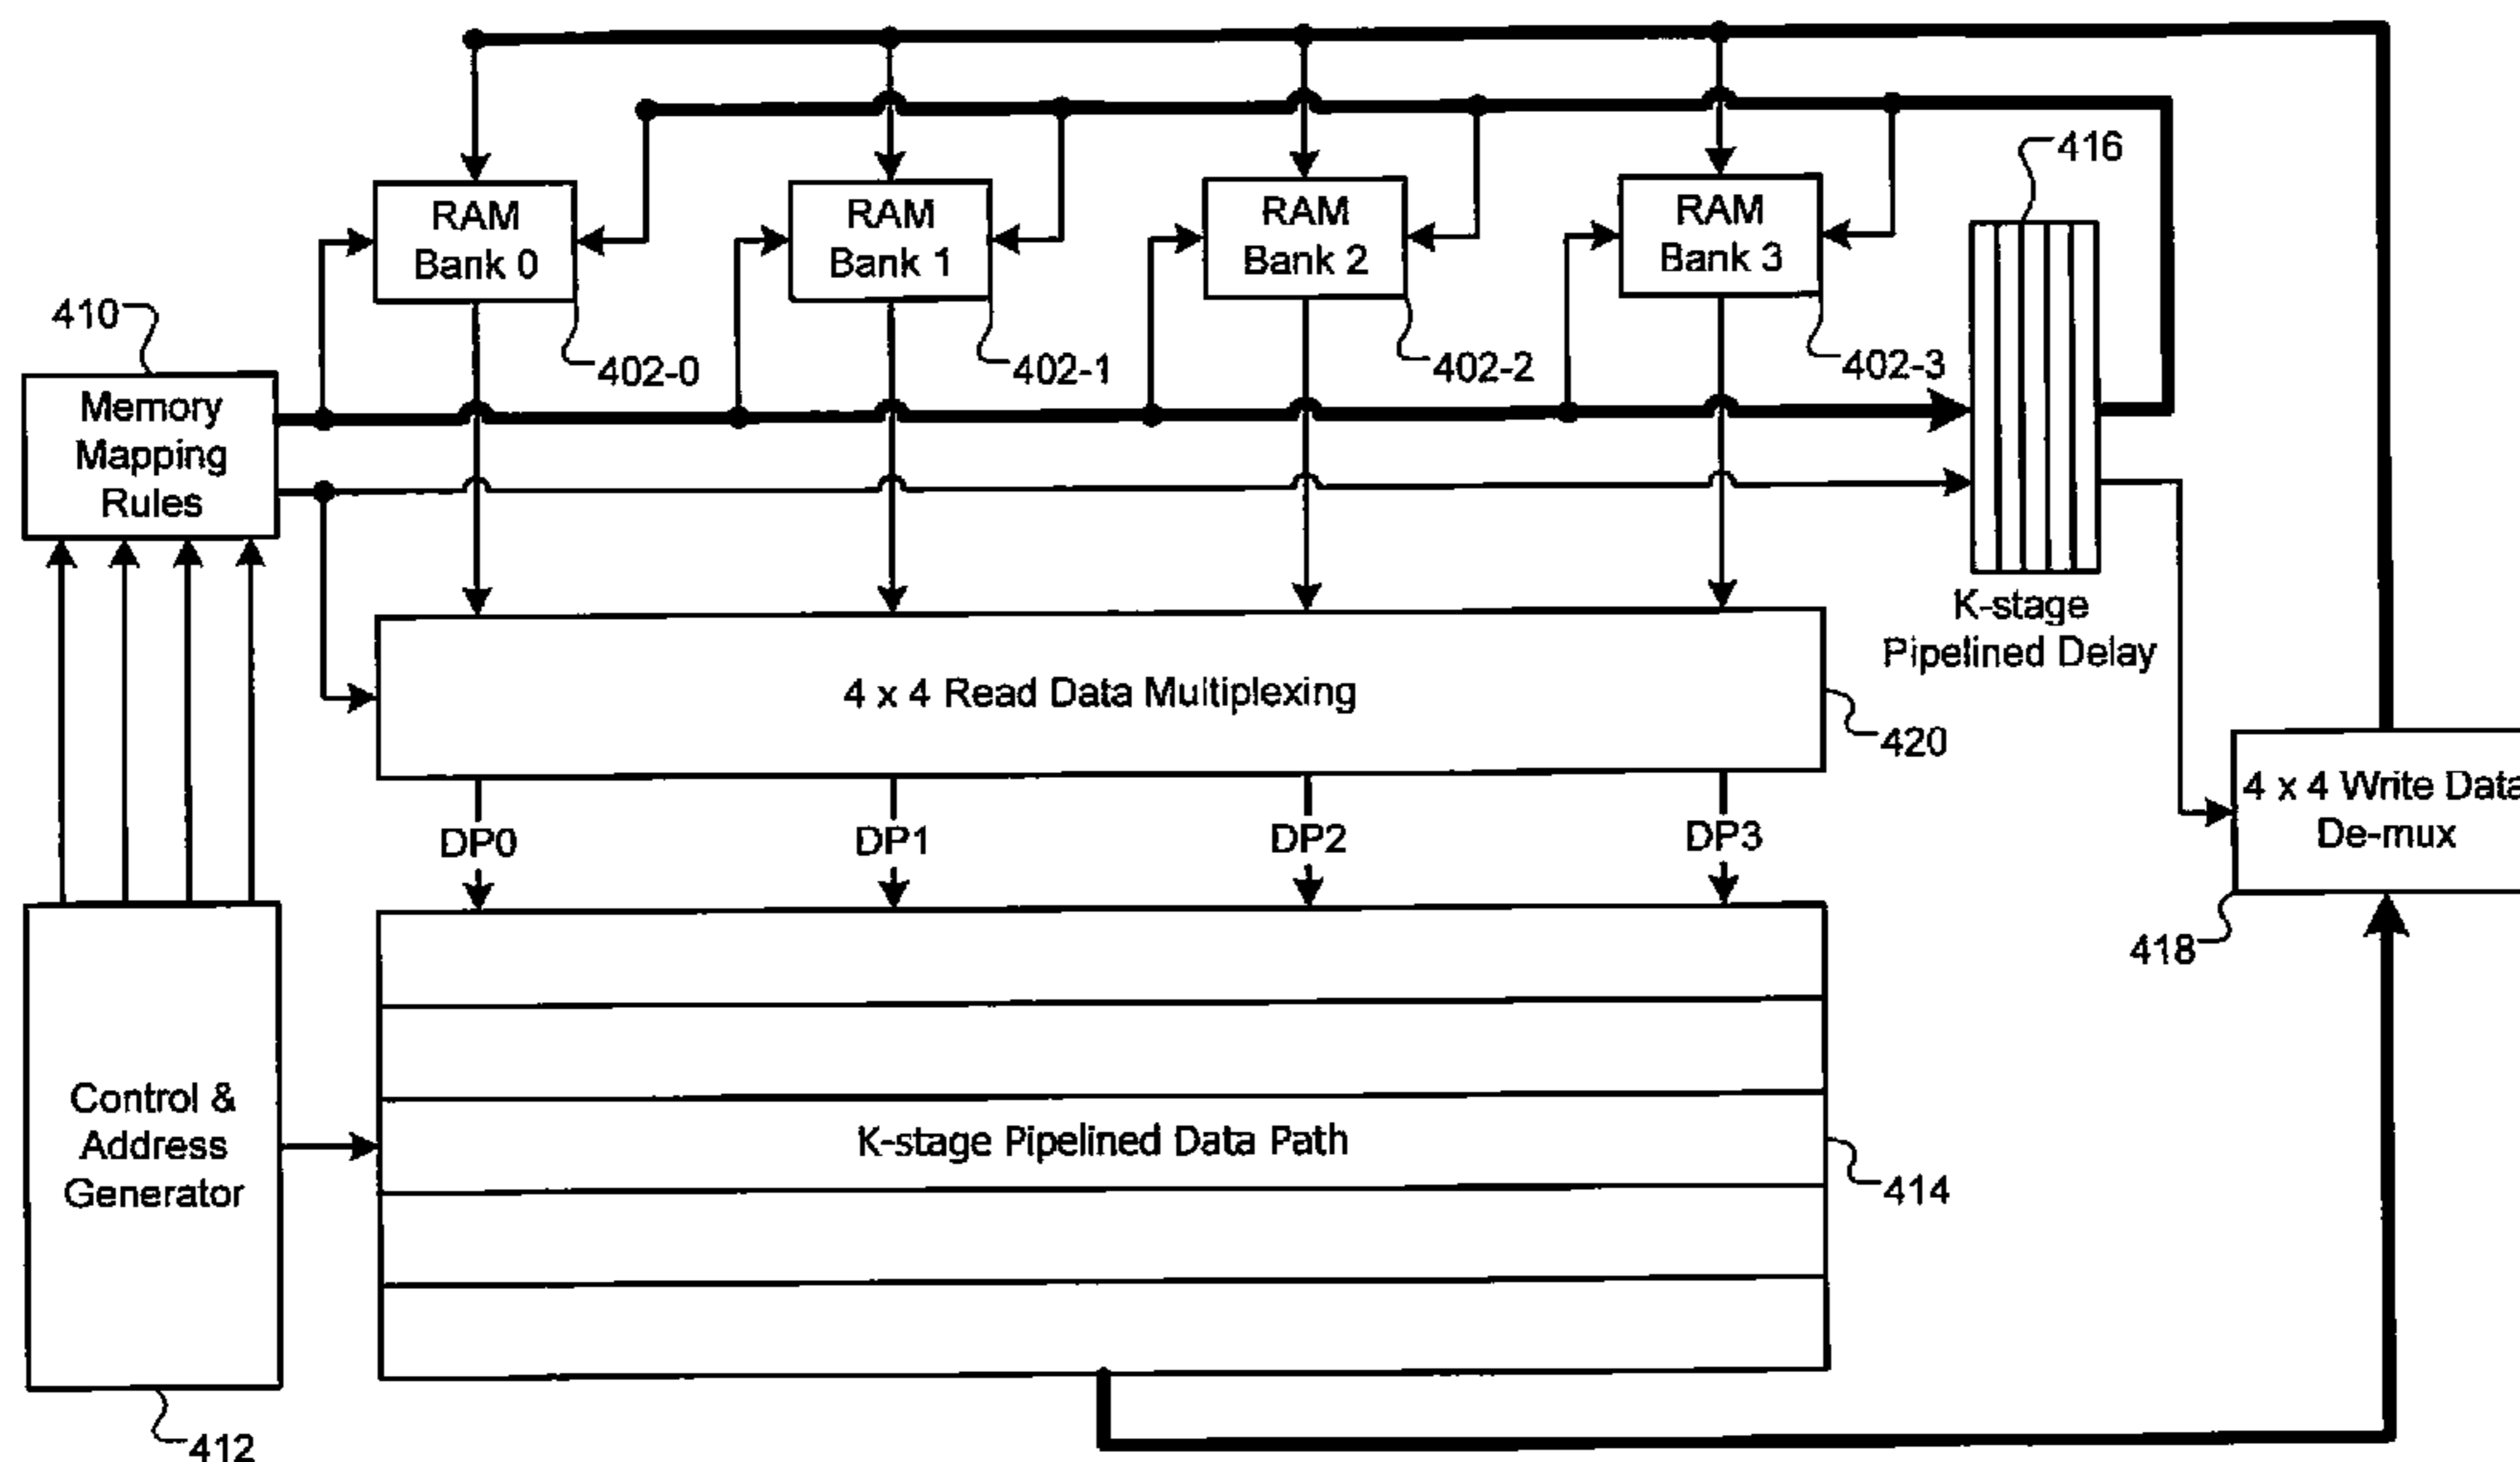 416
RAM
Bank 0
RAM
Bank 1
RAM
Bank 2
RAM
Bank 3
410
402-0
402-1
402-2
402-3
Memory
Mapping
Rules
K-stage
Pipelined Delay
4 x 4 Read Data Multiplexing
420
4 x 4 Write Data
De-mux
DP0
DP1
DP2
DP3
418
Control &
Address
Generator
K-stage Pipelined Data Path
414
412